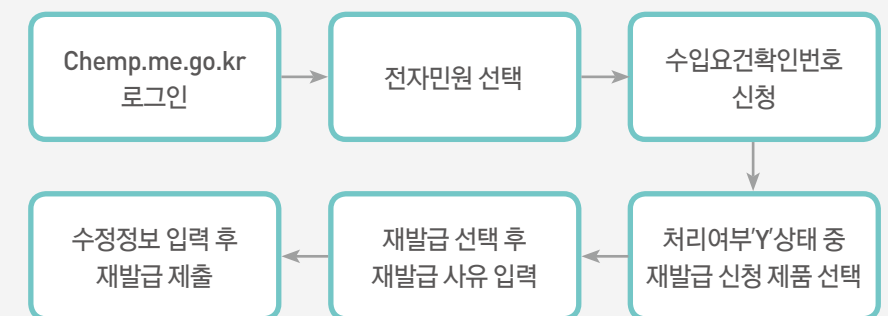 Chemp.me.go.kr
로그인
전자민원 선택
수입요건확인번호
신청
처리여부'Y'상태 중
재발급 신청 제품 선택
재발급 선택 후
재발급 사유 입력
수정정보 입력 후
재발급 제출